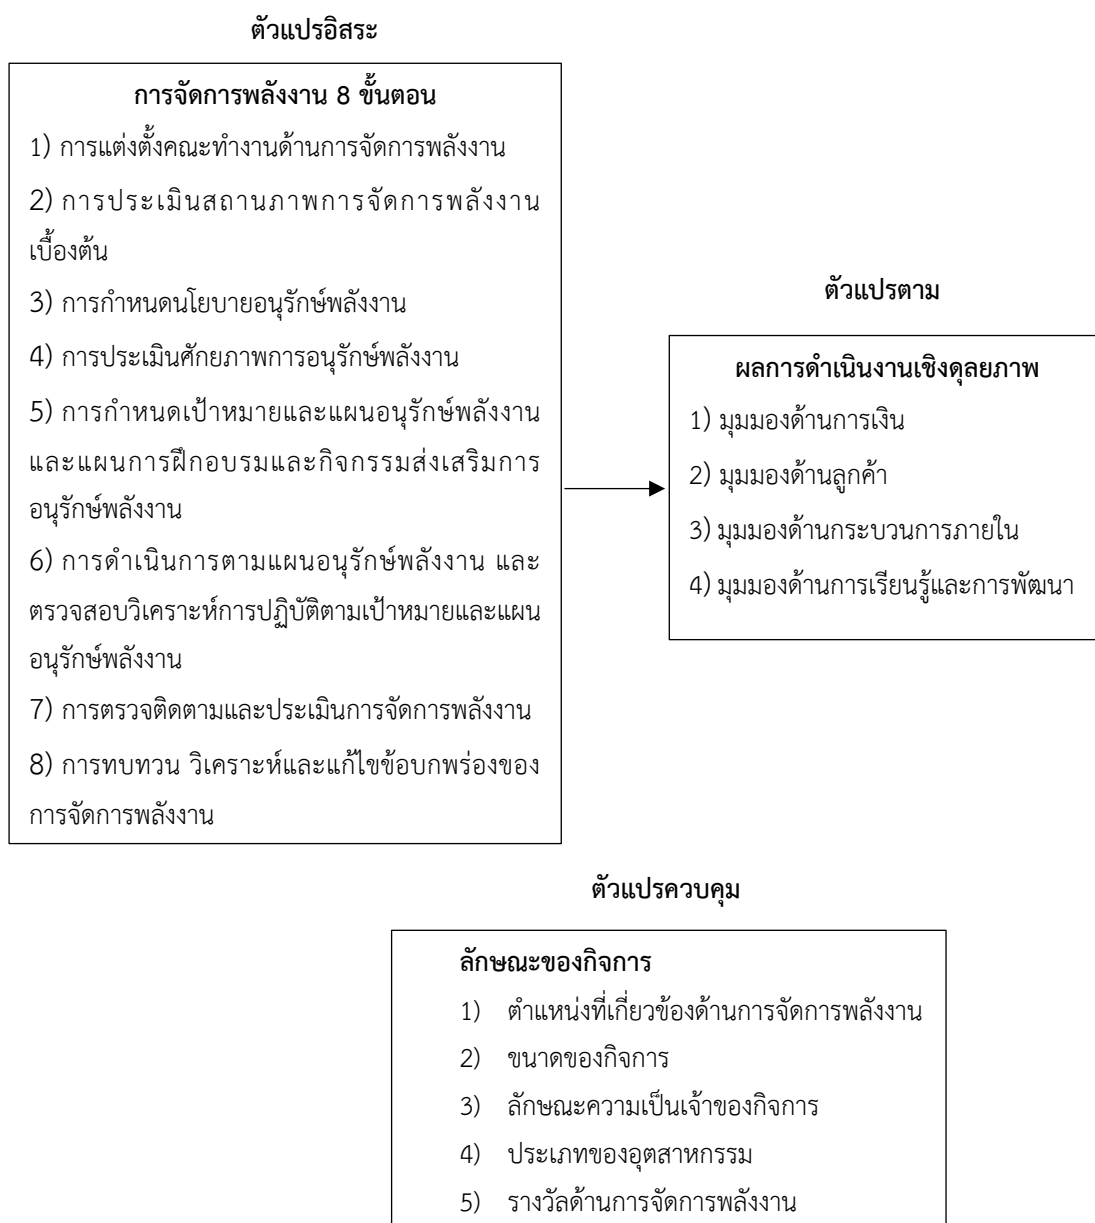 ตัวแปรอิสระ
การจัดการพลังงาน 8 ขั้นตอน
1) การแต่งตั้งคณะทำงานด้านการจัดการพลังงาน
2) การประเมินสถานภาพการจัดการพลังงาน
เบื้องต้น
3) การกำหนดนโยบายอนุรักษ์พลังงาน
4) การประเมินศักยภาพการอนุรักษ์พลังงาน
5) การกำหนดเป้าหมายและแผนอนุรักษ์พลังงาน
และแผนการฝึกอบรมและกิจกรรมส่งเสริมการ
อนุรักษ์พลังงาน
6) การดำเนินการตามแผนอนุรักษ์พลังงาน และ
ตรวจสอบวิเคราะห์การปฏิบัติตามเป้าหมายและแผน
อนุรักษ์พลังงาน
7) การตรวจติดตามและประเมินการจัดการพลังงาน
8) การทบทวน วิเคราะห์และแก้ไขข้อบกพร่องของ
การจัดการพลังงาน
ตัวแปรตาม
ผลการดำเนินงานเชิงดุลยภาพ
1) มุมมองด้านการเงิน
2) มุมมองด้านลูกค้า
3) มุมมองด้านกระบวนการภายใน
4) มุมมองด้านการเรียนรู้และการพัฒนา
ตัวแปรควบคุม
ลักษณะของกิจการ
1) ตำแหน่งที่เกี่ยวข้องด้านการจัดการพลังงาน
2) ขนาดของกิจการ
3) ลักษณะความเป็นเจ้าของกิจการ
4) ประเภทของอุตสาหกรรม
5) รางวัลด้านการจัดการพลังงาน